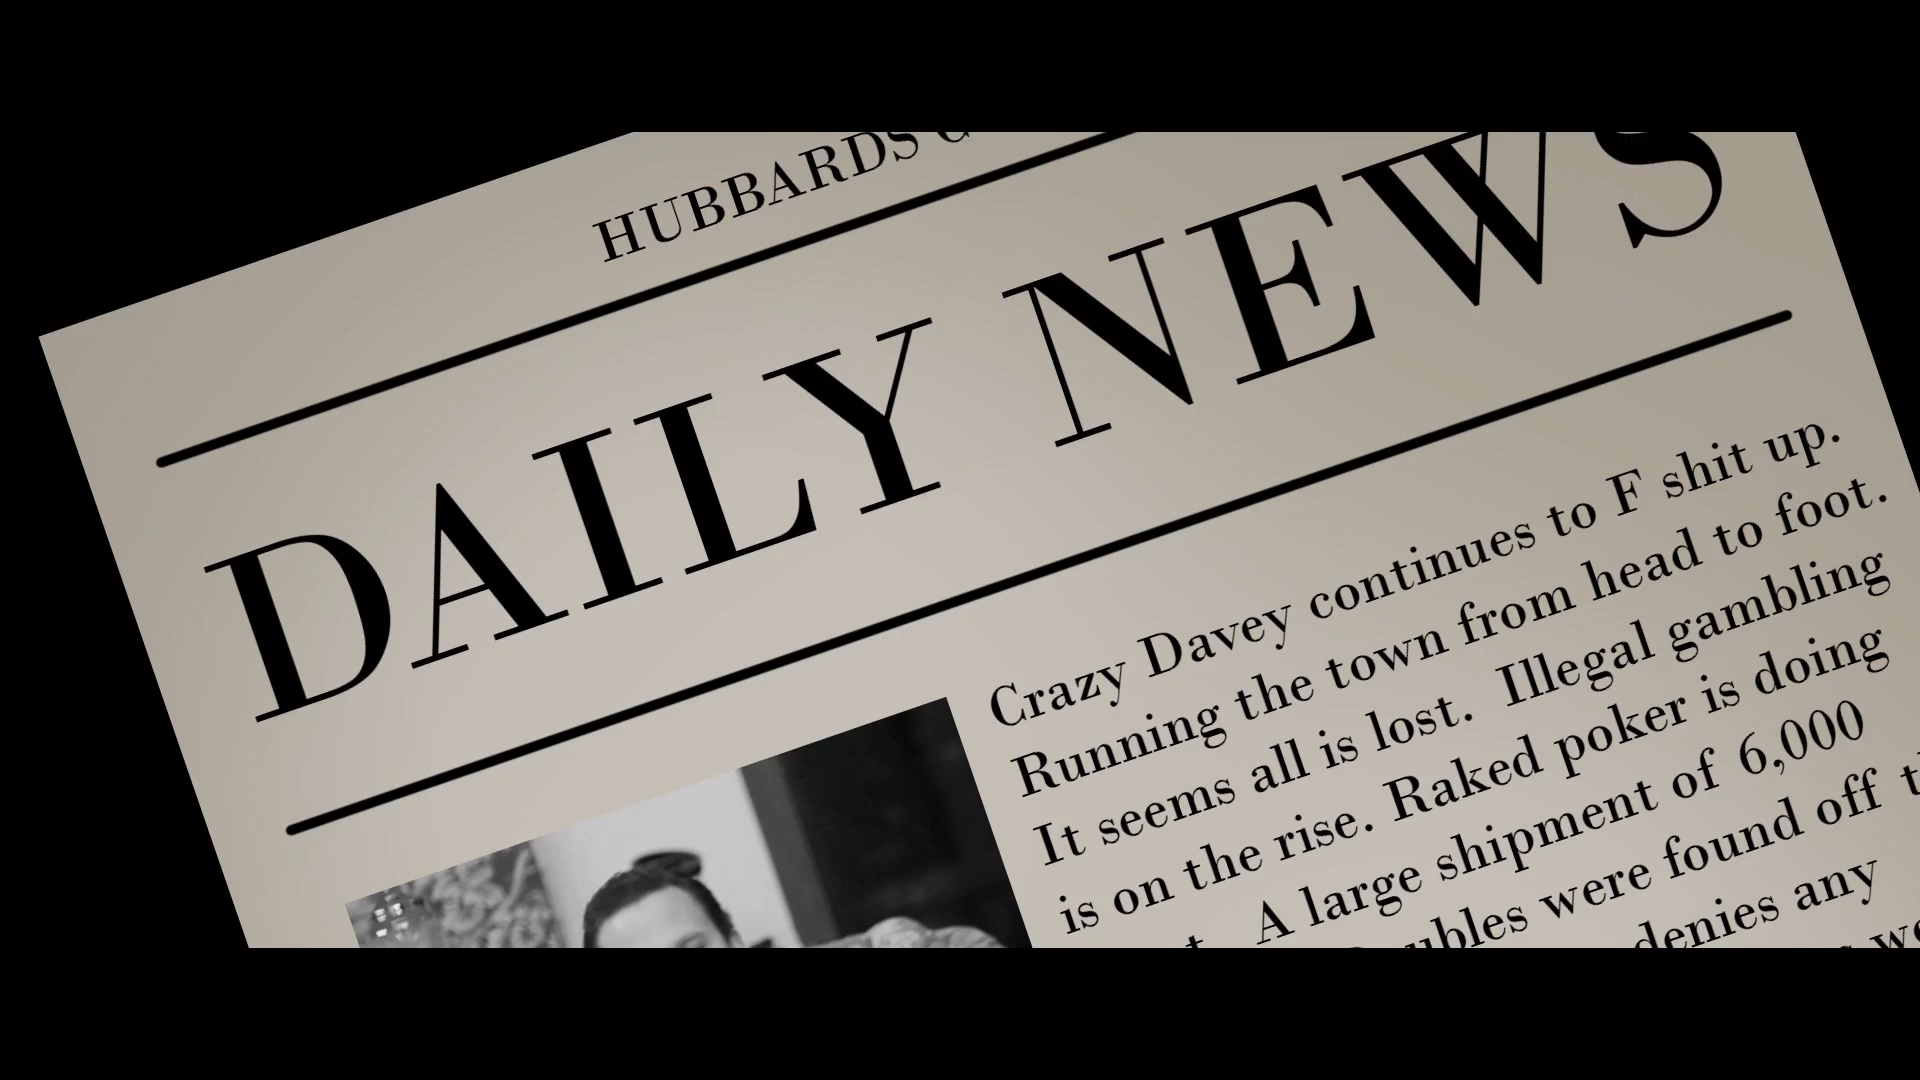 HUBBARDS
DAILY NEWS
Crazy Davey continues to F shit up.
Running the town from head to foot.
It seems all is lost. Illegal gambling
is on the rise. Raked poker is doing
A large shipment of 6,000
were found off
denies any